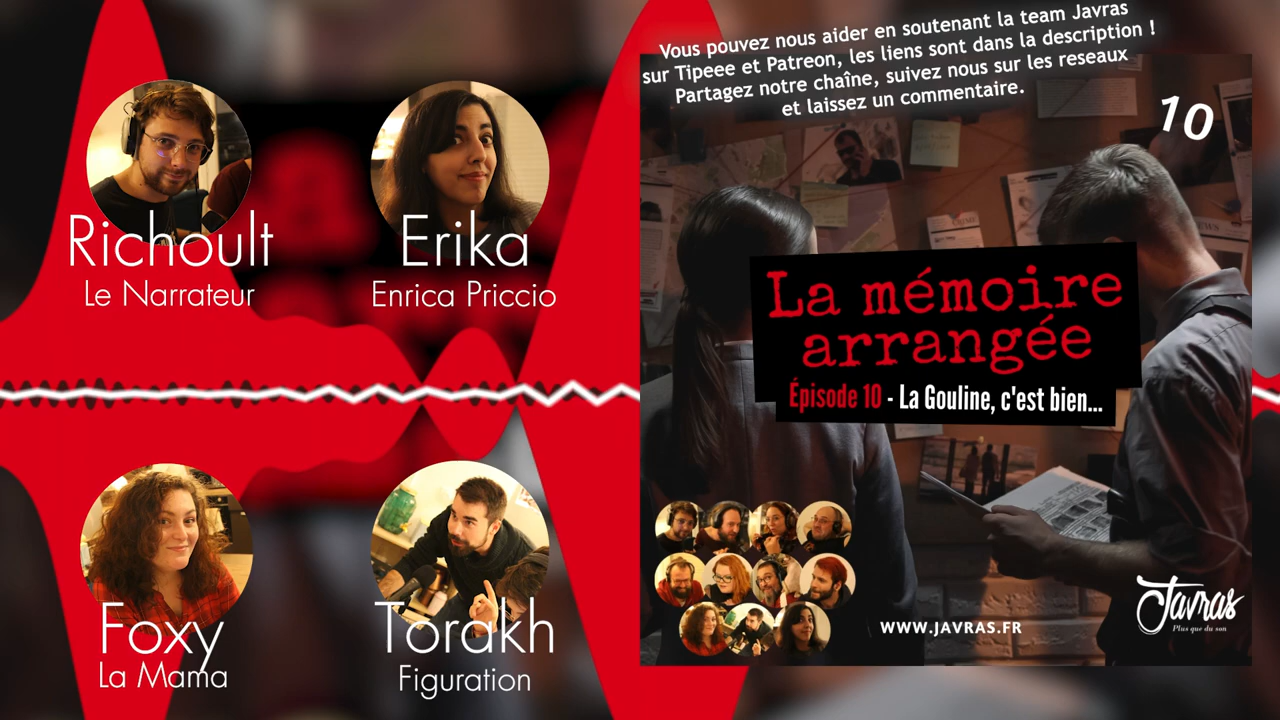 Richoult
Le Narrateur
Erika
Enrica Priccio
Foxy
La Mama
Torakh
Figuration
Vous pouvez nous aider en soutenant la team Javras
sur Tipeee et Patreon, les liens sont dans la description !
Partagez notre chaîne, suivez nous sur les reseaux
et laissez un commentaire.
10
La mémoire
arrangée
Épisode 10 - La Gouline, c'est bien...
WWW.JAVRAS.FR
Javras
Plus que du son